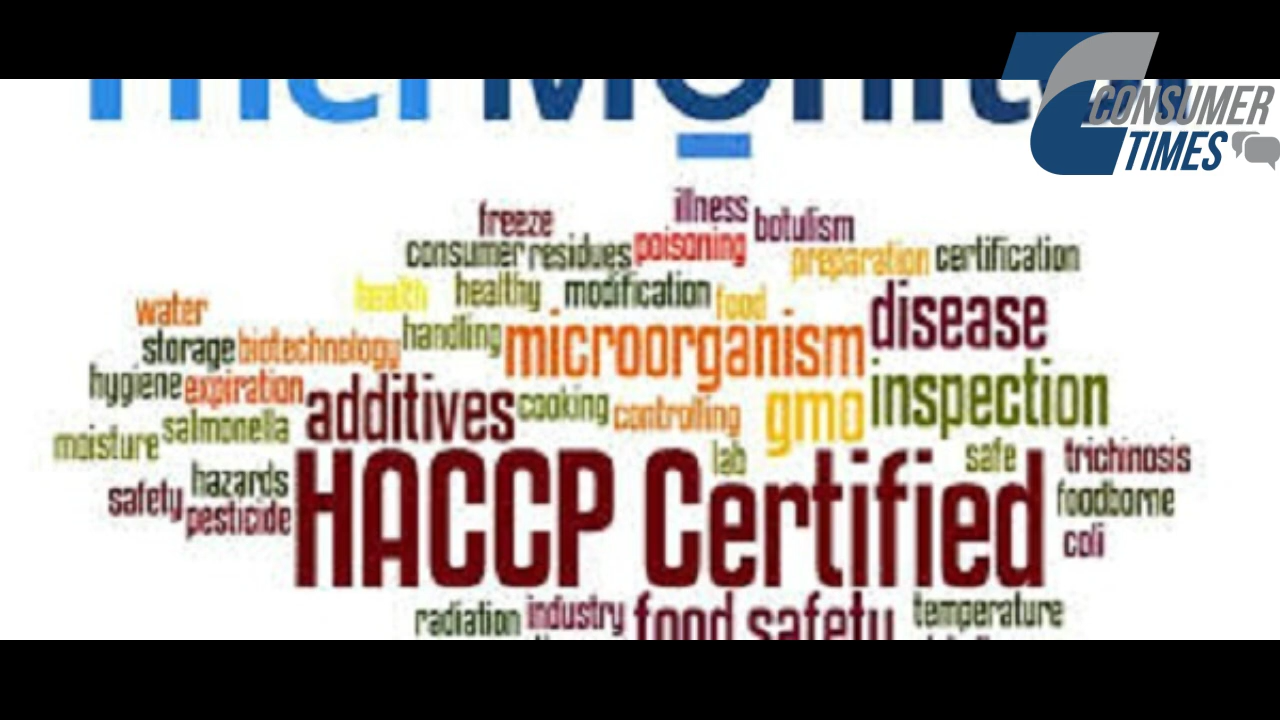 CONSUMER
TIMES
illness
freeze
botulism
consumer residues poisoning
preparation certification
health healthy modification food
water
disease
handling microorganism
storage biotechnology
hygiene expiration
additives cooking controlling gmo inspection
moisture salmonella
lab safe trichinosis
hazards
safety
pesticide
HACCP Certified
foodborne
coli
radiation industry food safety temperature